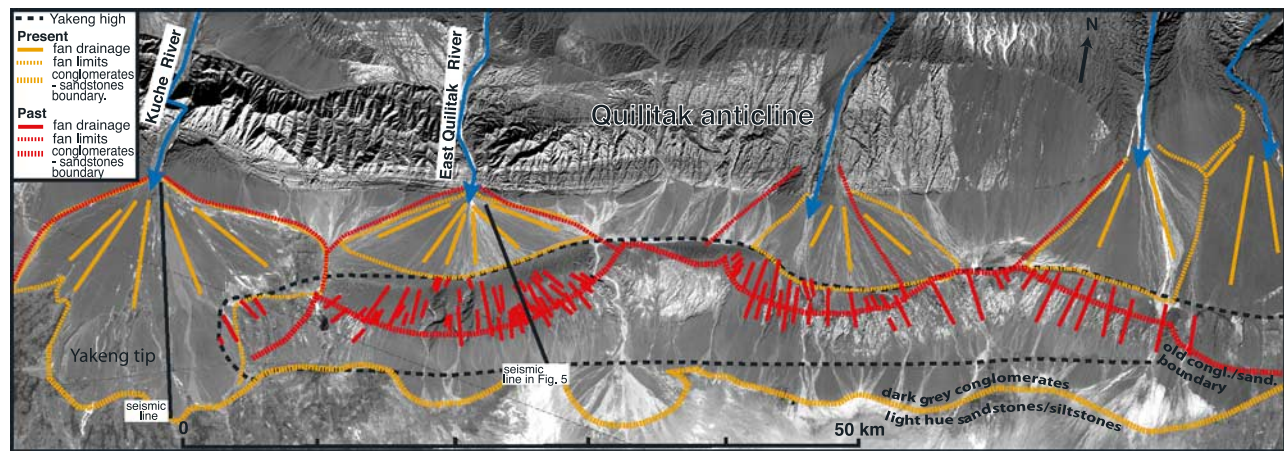 Yakeng high
Present
fan drainage
fan limits
conglomerates
- sandstones
boundary.
Past
fan drainage
fan limits
conglomerates
- sandstones
boundary
Kuche River
East Quilitak River
Quilitak anticline
N
Yakeng tip
seismic
line
seismic
line in Fig. 5
old congl./sand.
boundary
dark grey conglomerates
light hue sandstones/siltstones
0
50 km